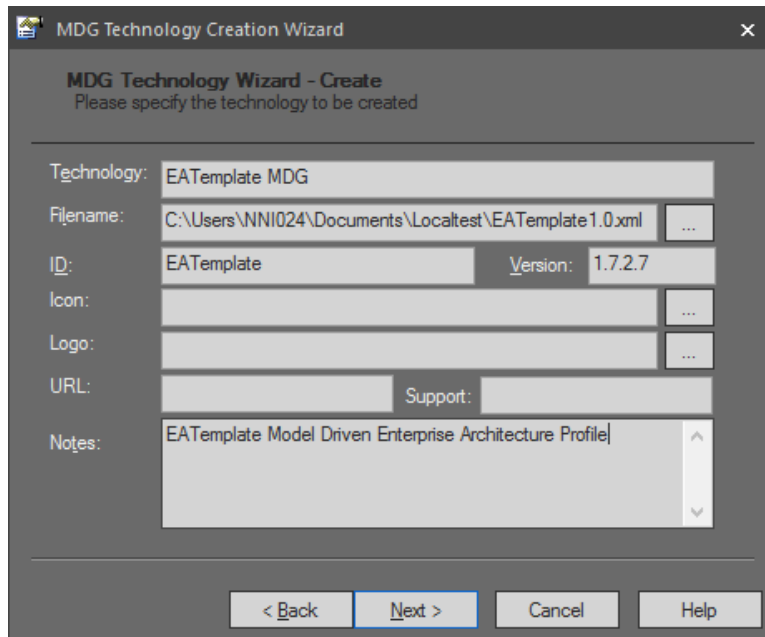 MDG Technology Creation Wizard
MDG Technology Wizard - Create
Please specify the technology to be created
Technology: EATemplate MDG
Filename: C:\Users\NNI024\Documents\Localtest\EATemplate1.0.xml ...
ID: EATemplate Version: 1.7.2.7
Icon: ...
Logo: ...
URL: Support:
Notes: EATemplate Model Driven Enterprise Architecture Profile
< Back Next > Cancel Help